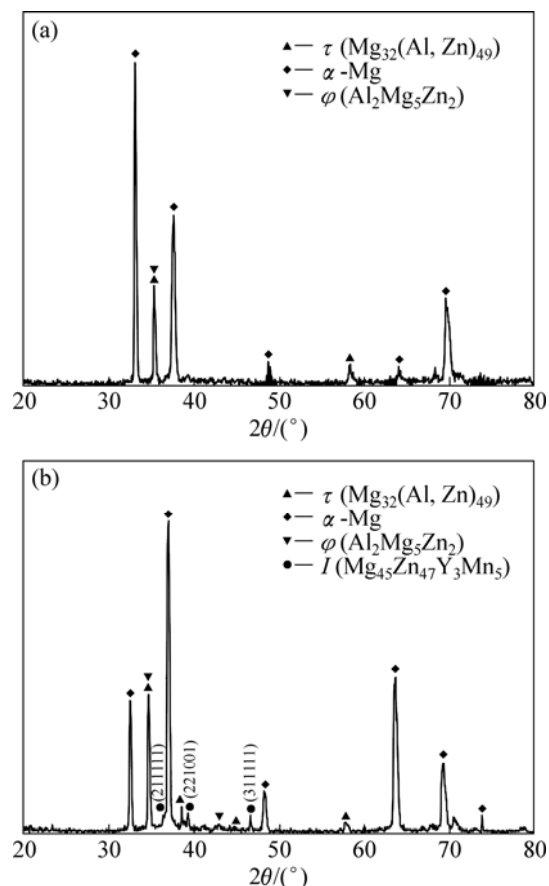 (a)
▲— τ (Mg32(Al, Zn)49)
◆— α -Mg
▼— φ (Al2Mg5Zn2)
20 30 40 50 60 70 80
2θ/(°)
(b)
▲— τ (Mg32(Al, Zn)49)
◆— α -Mg
▼— φ (Al2Mg5Zn2)
●— I (Mg45Zn47Y3Mn5)
(211111) (221001) (311111)
20 30 40 50 60 70 80
2θ/(°)